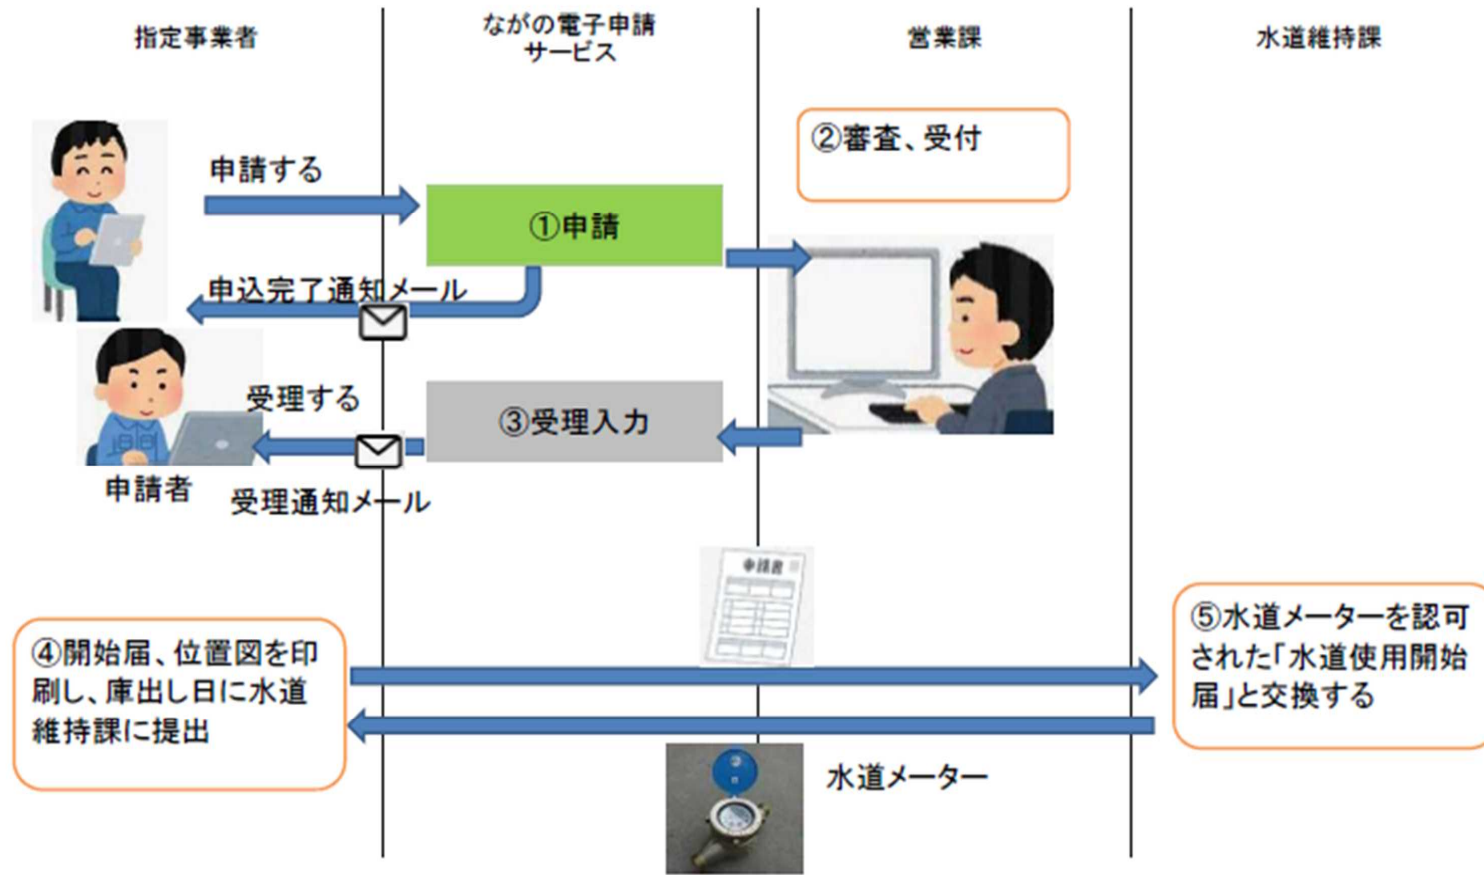 指定事業者
ながの電子申請
サービス
営業課
水道維持課
②審査、受付
申請する
①申請
申込完了通知メール
受理する
③受理入力
申請者
受理通知メール
申請書
④開始届、位置図を印
刷し、庫出し日に水道
維持課に提出
⑤水道メーターを認可
された「水道使用開始
届」と交換する
水道メーター